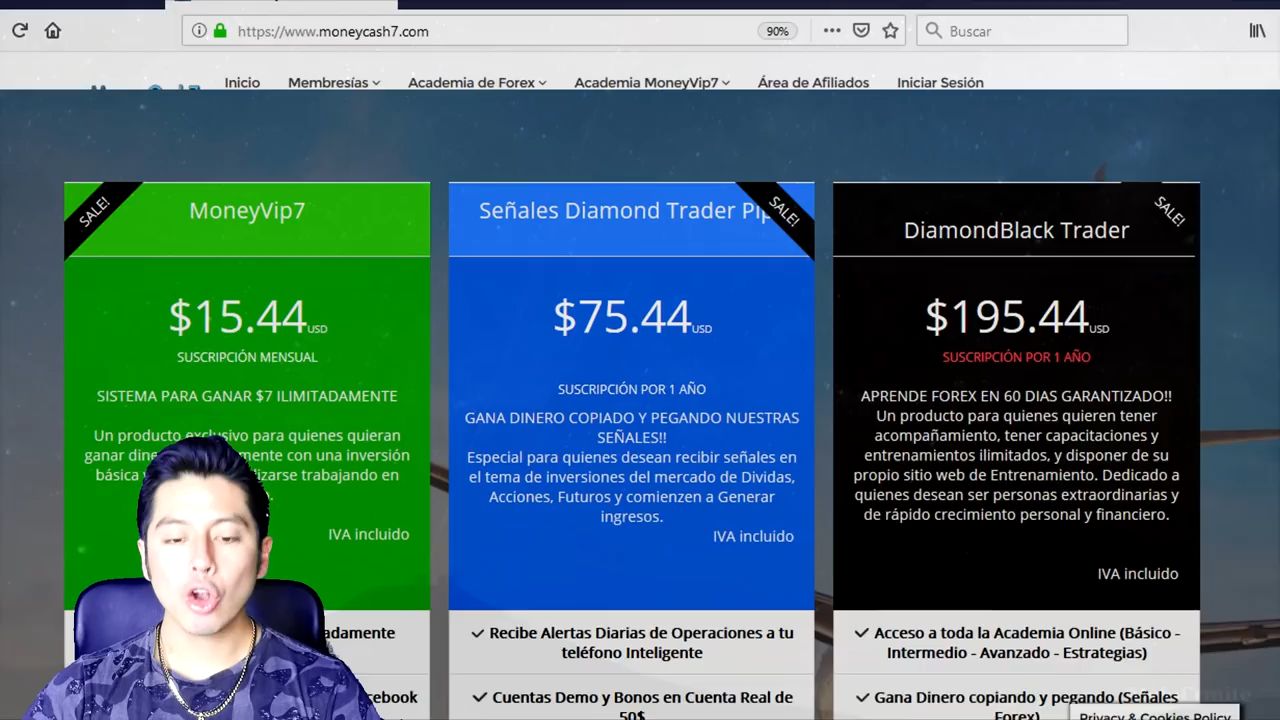 https://www.moneycash7.com
90%
Buscar
Inicio
Membresías
Academia de Forex
Academia MoneyVip7
Área de Afiliados
Iniciar Sesión
SALE!
MoneyVip7
$15.44USD
SUSCRIPCIÓN MENSUAL
SISTEMA PARA GANAR $7 ILIMITADAMENTE
Un producto exclusivo para quienes quieran
ganar
con una inversión
básica
trabajando en
IVA incluido
Señales Diamond Trader
SALE!
$75.44USD
SUSCRIPCIÓN POR 1 AÑO
GANA DINERO COPIADO Y PEGANDO NUESTRAS
SEÑALES!!
Especial para quienes desean recibir señales en
el tema de inversiones del mercado de Dividas,
Acciones, Futuros y comienzen a Generar
ingresos.
IVA incluido
Recibe Alertas Diarias de Operaciones a tu
teléfono Inteligente
Cuentas Demo y Bonos en Cuenta Real de
50$
SALE!
DiamondBlack Trader
$195.44USD
SUSCRIPCIÓN POR 1 AÑO
APRENDE FOREX EN 60 DIAS GARANTIZADO!!
Un producto para quienes quieren tener
acompañamiento, tener capacitaciones y
entrenamientos ilimitados, y disponer de su
propio sitio web de Entrenamiento. Dedicado a
quienes desean ser personas extraordinarias y
de rápido crecimiento personal y financiero.
IVA incluido
Acceso a toda la Academia Online (Básico -
Intermedio - Avanzado - Estrategias)
Gana Dinero copiando y pegando (Señales
Forex)
Privacy & Cookies Policy